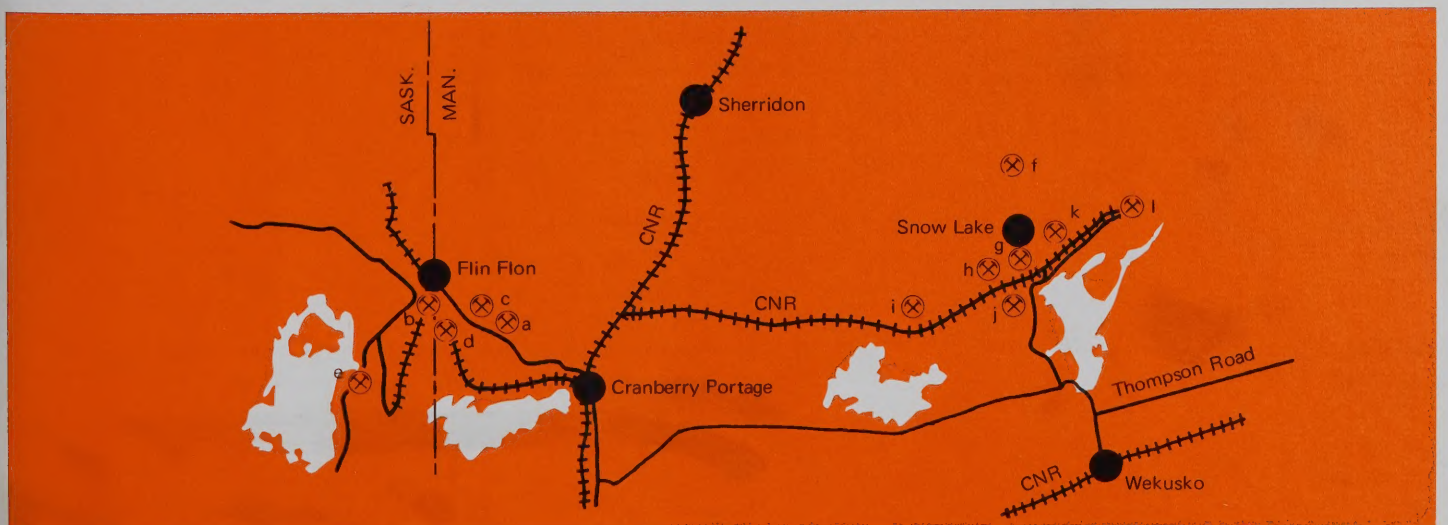 SASK.
MAN.
Sherridon
CNR
f
Snow Lake
k
l
g
h
Flin Flon
c
b
a
d
CNR
i
j
e
Cranberry Portage
Thompson Road
CNR
Wekusko